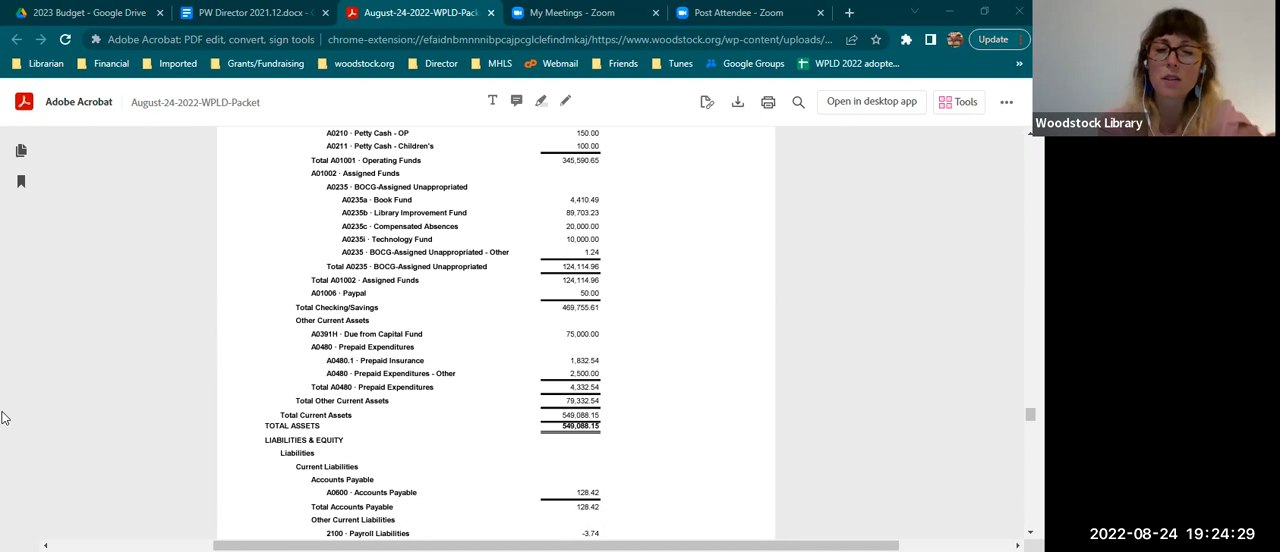 2023 Budget - Google Drive
PW Director 2021.12.docx -
August-24-2022-WPLD-Pack
My Meetings - Zoom
Post Attendee - Zoom
Adobe Acrobat: PDF edit, convert, sign tools | chrome-extension://efaidnbmnnnibpcajpcglclefindmkaj/https://www.woodstock.org/wp-content/uploads/...
Update
Librarian Financial Imported Grants/Fundraising woodstock.org Director MHLS Webmail Friends Tunes Google Groups WPLD 2022 adopte... »
Woodstock Library
Adobe Acrobat August-24-2022-WPLD-Packet Open in desktop app Tools
A0210 · Petty Cash - OP 150.00
A0211 · Petty Cash - Children's 100.00
Total A01001 · Operating Funds 345,590.65
A01002 · Assigned Funds
A0235 · BOCG-Assigned Unappropriated
A0235a · Book Fund 4,410.49
A0235b · Library Improvement Fund 89,703.23
A0235c · Compensated Absences 20,000.00
A0235i · Technology Fund 10,000.00
A0235 · BOCG-Assigned Unappropriated - Other 1.24
Total A0235 · BOCG-Assigned Unappropriated 124,114.96
Total A01002 · Assigned Funds 124,114.96
A01006 · Paypal 50.00
Total Checking/Savings 469,755.61
Other Current Assets
A0391H · Due from Capital Fund 75,000.00
A0480 · Prepaid Expenditures
A0480.1 · Prepaid Insurance 1,832.54
A0480 · Prepaid Expenditures - Other 2,500.00
Total A0480 · Prepaid Expenditures 4,332.54
Total Other Current Assets 79,332.54
Total Current Assets 549,088.15
TOTAL ASSETS 549,088.15
LIABILITIES & EQUITY
Liabilities
Current Liabilities
Accounts Payable
A0600 · Accounts Payable 128.42
Total Accounts Payable 128.42
Other Current Liabilities
2100 · Payroll Liabilities -3.74
2022-08-24 19:24:29